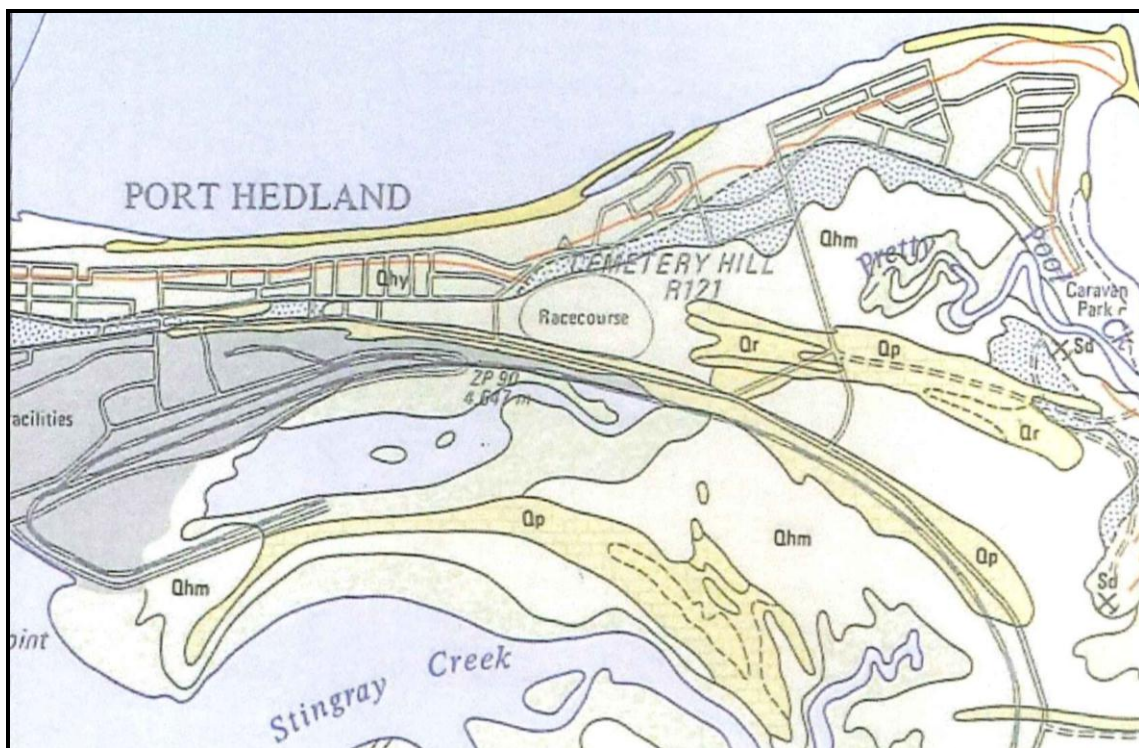 PORT HEDLAND
Qhm
Pretty
Pool
CEMETERY HILL
R121
Qhy
Caravan
Park
Ck
Racecourse
Qr
Qp
Sd
ZP 90
4.647 m
acilities
Qr
Qp
Qhm
Qp
Qhm
Sd
oint
Creek
Stingray